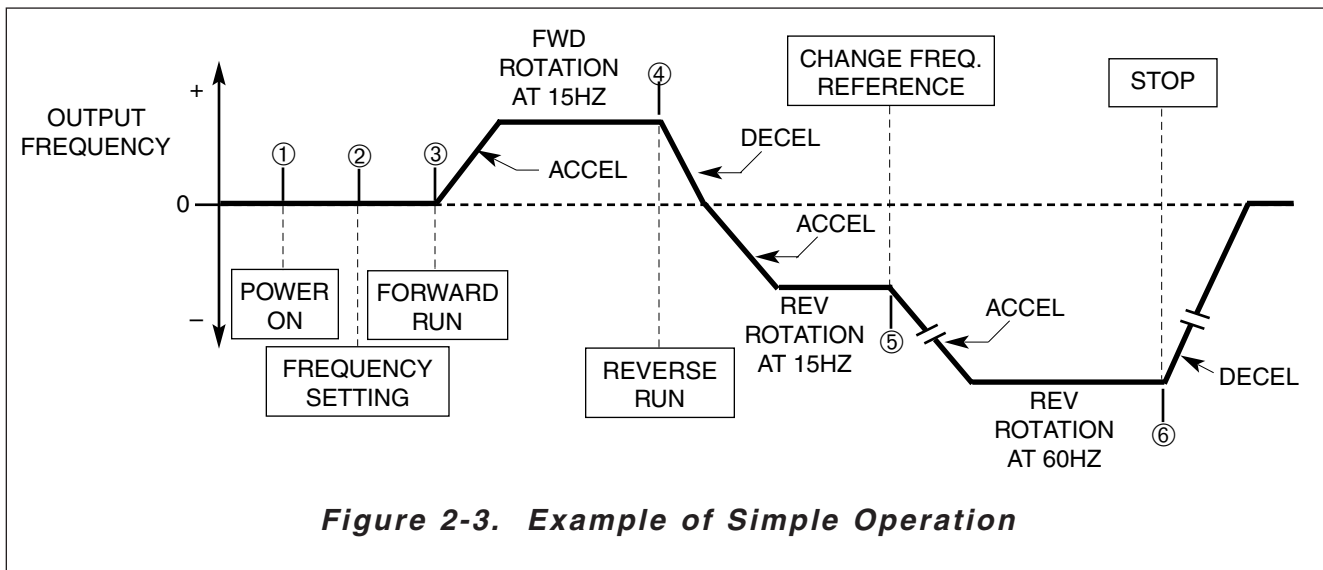 FWD
ROTATION
AT 15HZ
④
CHANGE FREQ.
REFERENCE
STOP
+
OUTPUT
FREQUENCY
①
②
③
ACCEL
DECEL
0
ACCEL
POWER
ON
FORWARD
RUN
–
FREQUENCY
SETTING
REVERSE
RUN
REV
ROTATION
AT 15HZ
⑤
ACCEL
DECEL
REV
ROTATION
AT 60HZ
⑥
Figure 2-3. Example of Simple Operation